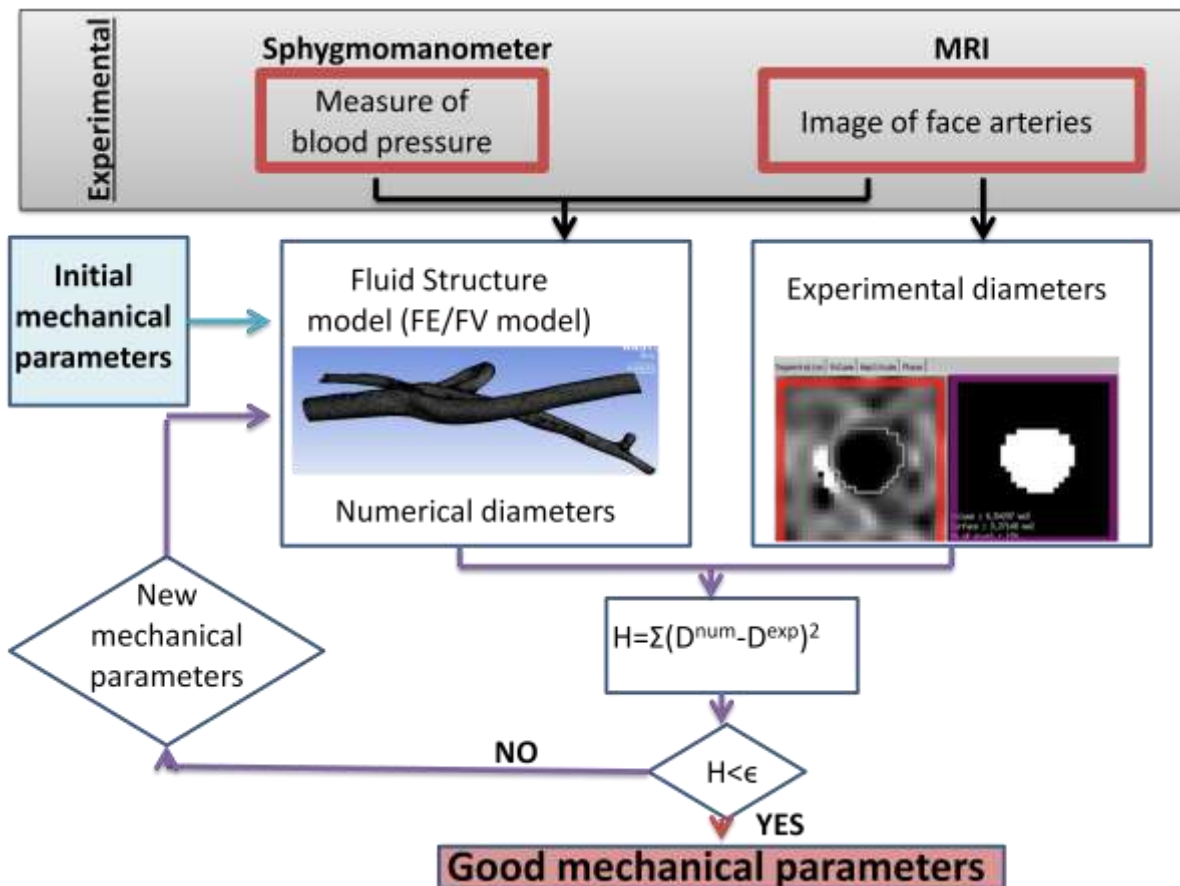 Experimental
Sphygmomanometer
MRI
Measure of
blood pressure
Image of face arteries
Initial
mechanical
parameters
Fluid Structure
model (FE/FV model)
Numerical diameters
Experimental diameters
New
mechanical
parameters
H=Σ(Dⁿᵘᵐ-Dᵉˣᵖ)²
NO
H<ϵ
YES
Good mechanical parameters